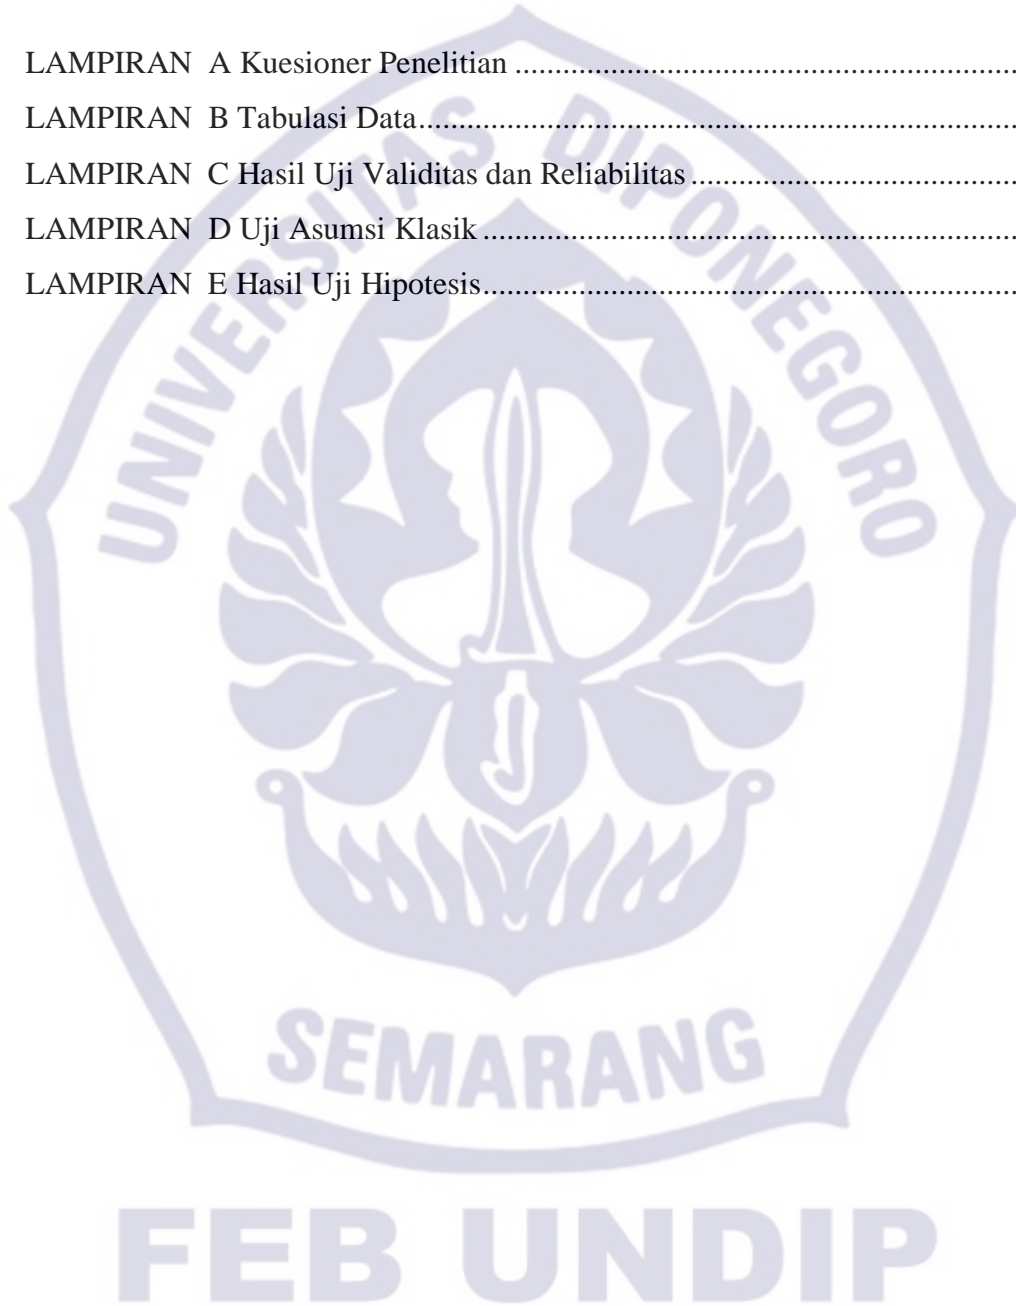 LAMPIRAN A Kuesioner Penelitian ....................................................................
LAMPIRAN B Tabulasi Data....................................................................
LAMPIRAN C Hasil Uji Validitas dan Reliabilitas ....................................................................
LAMPIRAN D Uji Asumsi Klasik ....................................................................
LAMPIRAN E Hasil Uji Hipotesis....................................................................
UNIVERSITAS DIPONEGORO
SEMARANG
FEB UNDIP